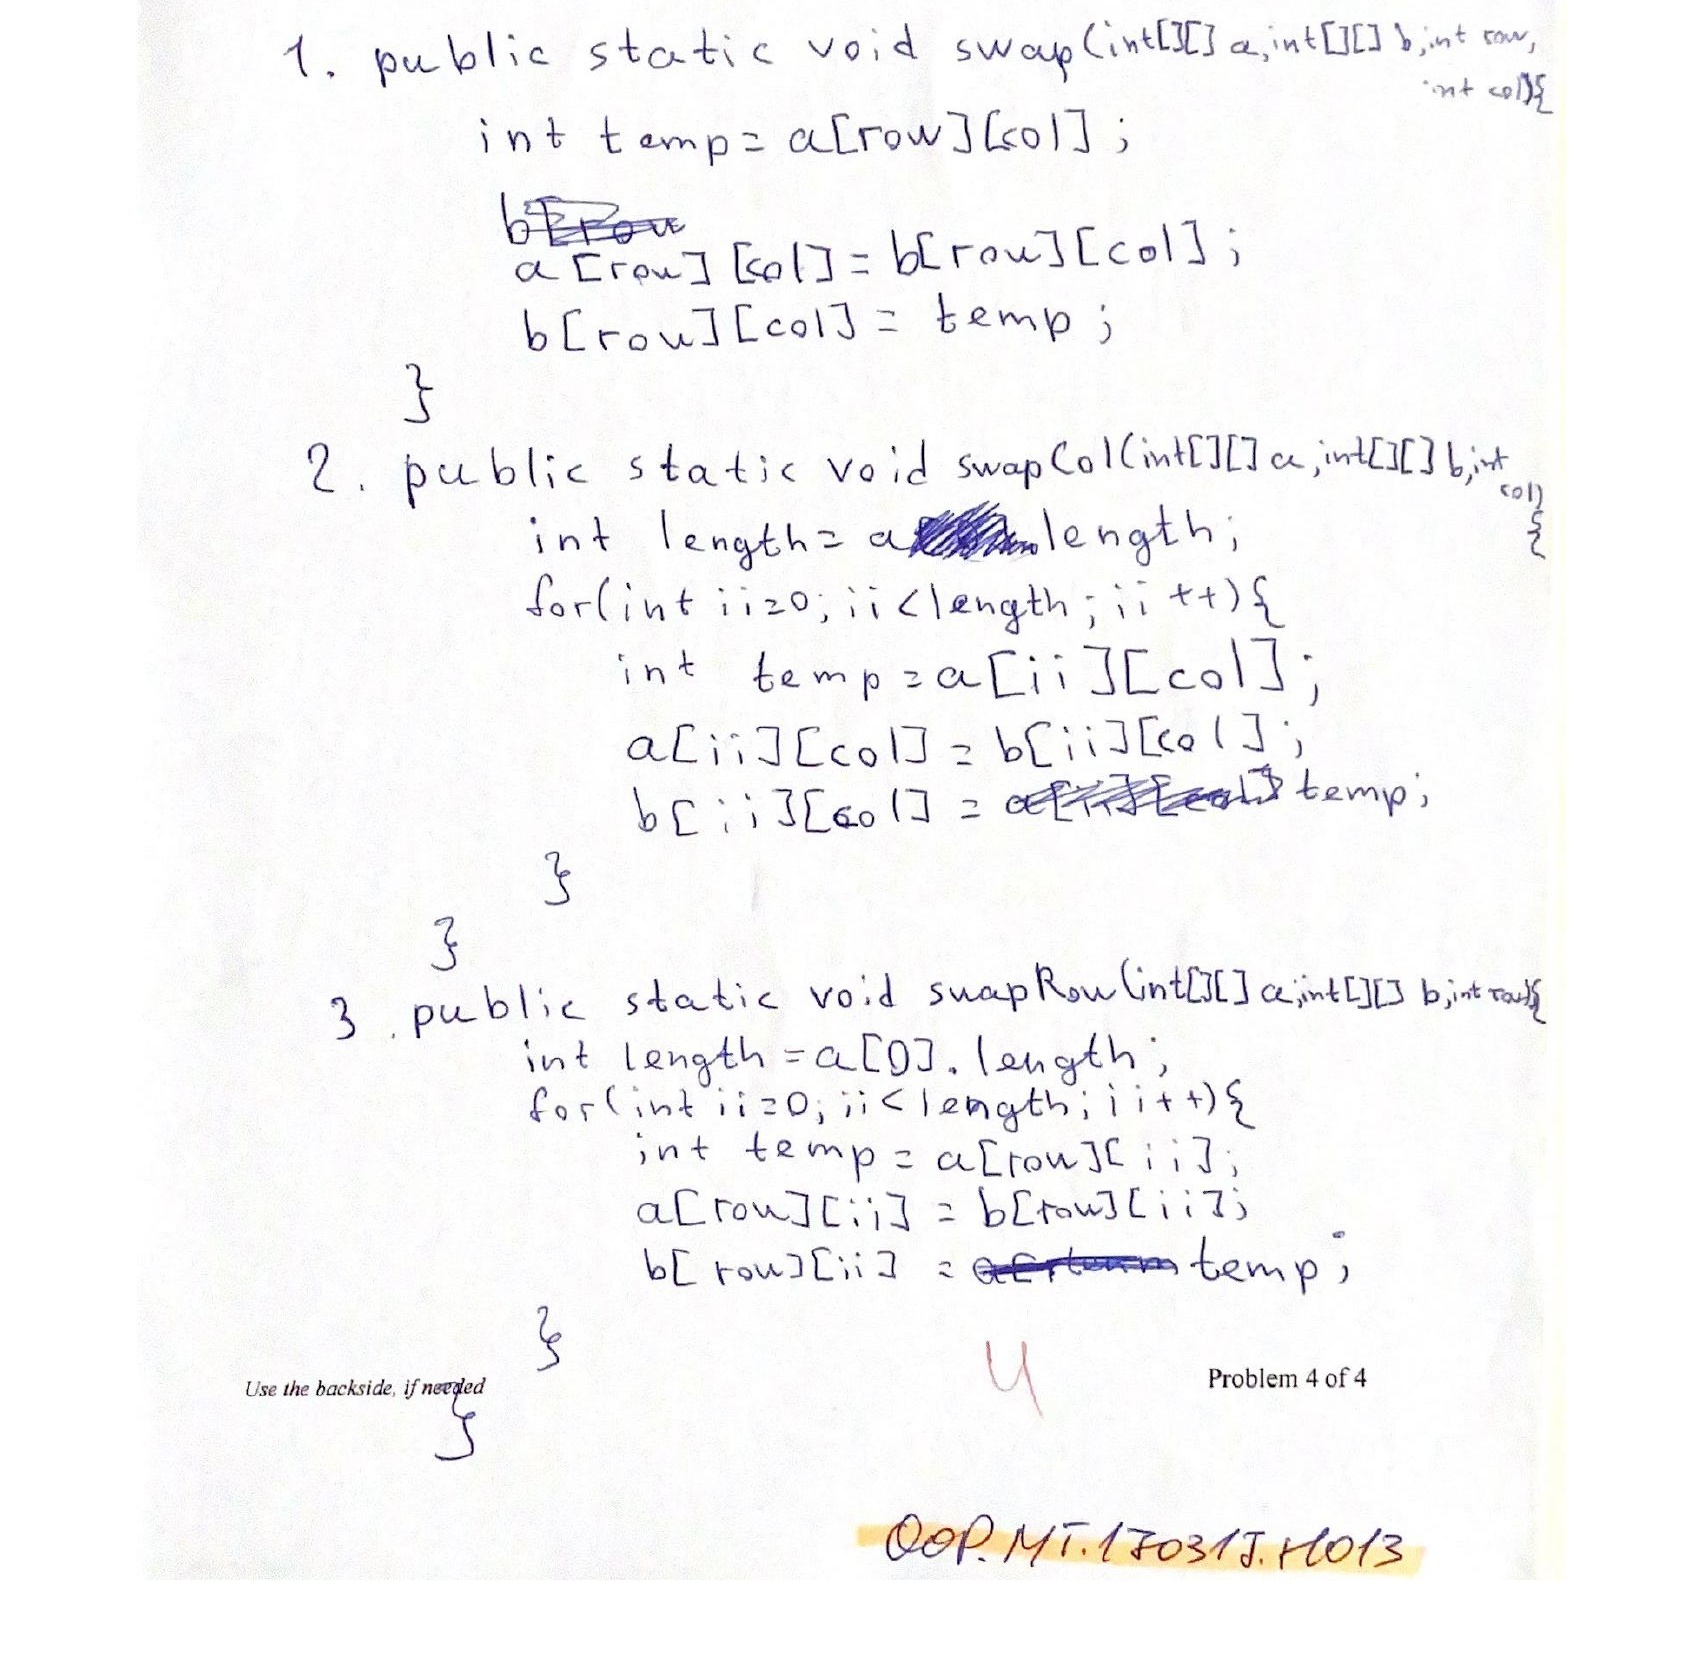 1. public static void swap(int[][] a,int[][] b,int row,
int col){
int temp= a[row][col];
a[row][col]= b[row][col];
b[row][col]= temp;
}
2. public static void swapCol(int[][] a,int[][] b,int
col)
{
int length= a.length;
for(int ii=0;ii<length;ii++){
int temp=a[ii][col];
a[ii][col]=b[ii][col];
b[ii][col]=temp;
}
}
3. public static void swapRow(int[][] a,int[][] b,int row){
int length=a[0].length;
for(int ii=0;ii<length;ii++){
int temp=a[row][ii];
a[row][ii]=b[row][ii];
b[row][ii]=temp;
}
4
Use the backside, if needed
Problem 4 of 4
}
OOP.MT.170317.H013